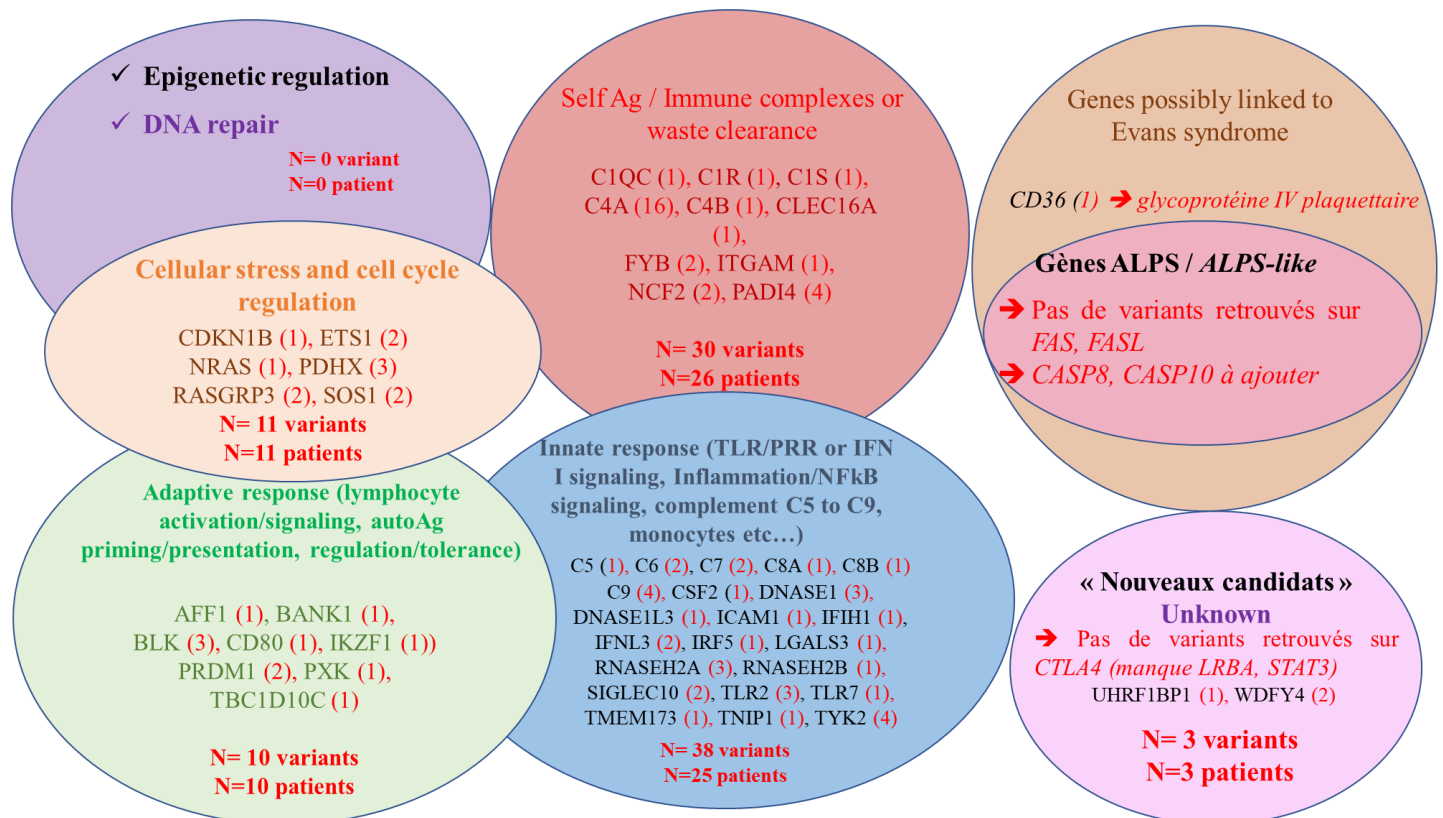 ✓ Epigenetic regulation
✓ DNA repair
N= 0 variant
N=0 patient
Cellular stress and cell cycle
regulation
CDKN1B (1), ETS1 (2)
NRAS (1), PDHX (3)
RASGRP3 (2), SOS1 (2)
N= 11 variants
N=11 patients
Adaptive response (lymphocyte
activation/signaling, autoAg
priming/presentation, regulation/tolerance)
AFF1 (1), BANK1 (1),
BLK (3), CD80 (1), IKZF1 (1))
PRDM1 (2), PXK (1),
TBC1D10C (1)
N= 10 variants
N=10 patients
Self Ag / Immune complexes or
waste clearance
C1QC (1), C1R (1), C1S (1),
C4A (16), C4B (1), CLEC16A
(1),
FYB (2), ITGAM (1),
NCF2 (2), PADI4 (4)
N= 30 variants
N=26 patients
Innate response (TLR/PRR or IFN
I signaling, Inflammation/NFkB
signaling, complement C5 to C9,
monocytes etc…)
C5 (1), C6 (2), C7 (2), C8A (1), C8B (1)
C9 (4), CSF2 (1), DNASE1 (3),
DNASE1L3 (1), ICAM1 (1), IFIH1 (1),
IFNL3 (2), IRF5 (1), LGALS3 (1),
RNASEH2A (3), RNASEH2B (1),
SIGLEC10 (2), TLR2 (3), TLR7 (1),
TMEM173 (1), TNIP1 (1), TYK2 (4)
N= 38 variants
N=25 patients
Genes possibly linked to
Evans syndrome
CD36 (1) ➔ glycoprotéine IV plaquettaire
Gènes ALPS / ALPS-like
➔ Pas de variants retrouvés sur
FAS, FASL
➔ CASP8, CASP10 à ajouter
« Nouveaux candidats »
Unknown
➔ Pas de variants retrouvés sur
CTLA4 (manque LRBA, STAT3)
UHRF1BP1 (1), WDFY4 (2)
N= 3 variants
N=3 patients